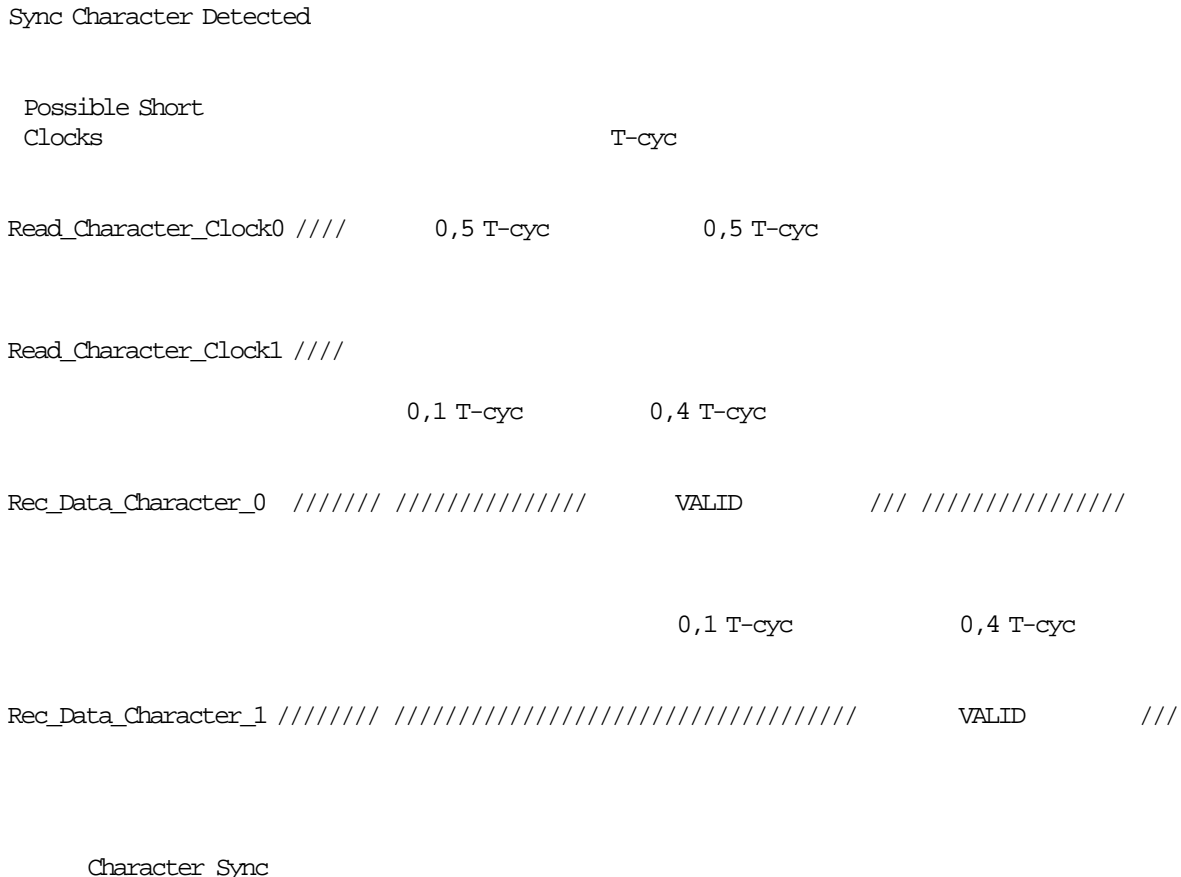 Sync Character Detected
Possible Short
Clocks T-cyc
Read_Character_Clock0 //// 0,5 T-cyc 0,5 T-cyc
Read_Character_Clock1 ////
0,1 T-cyc 0,4 T-cyc
Rec_Data_Character_0 /////// /////////////// VALID /// ////////////////
0,1 T-cyc 0,4 T-cyc
Rec_Data_Character_1 //////// //////////////////////////////////// VALID ///
Character Sync